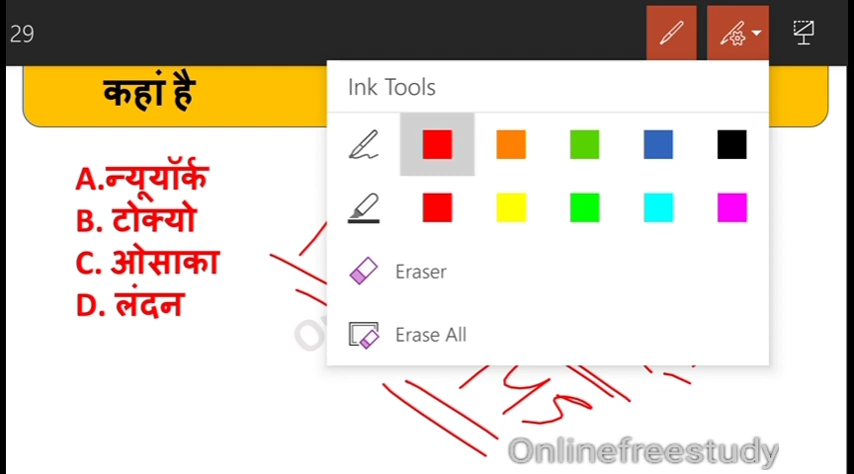 29
कहां है
Ink Tools
A.न्यूयॉर्क
B. टोक्यो
C. ओसाका
D. लंदन
Eraser
Erase All
Onlinefreestudy